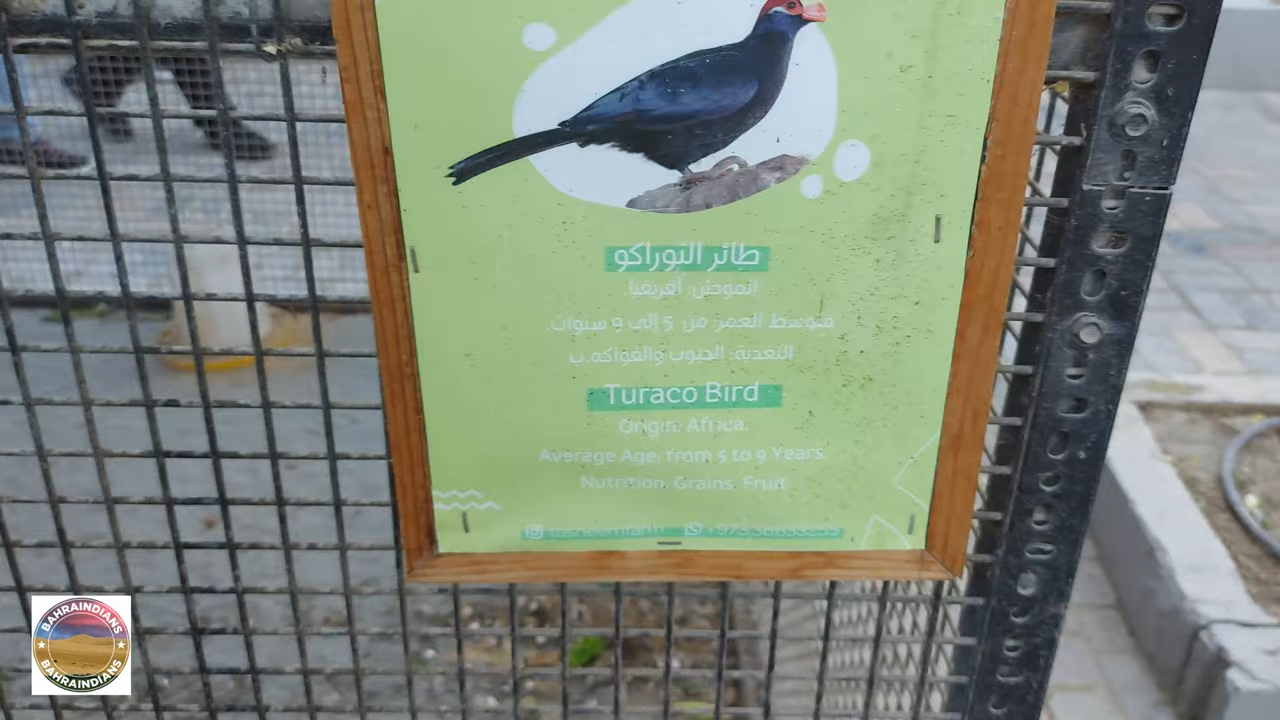 طائر التوراكو
الموطن: أفريقيا.
متوسط العمر: من 5 إلى 9 سنوات.
التغذية: الحبوب والفواكه.ب
Turaco Bird
Origin: Africa.
Average Age: from 5 to 9 Years.
Nutrition: Grains, Fruit
BAHRAINDIANS
BAHRAINDIANS